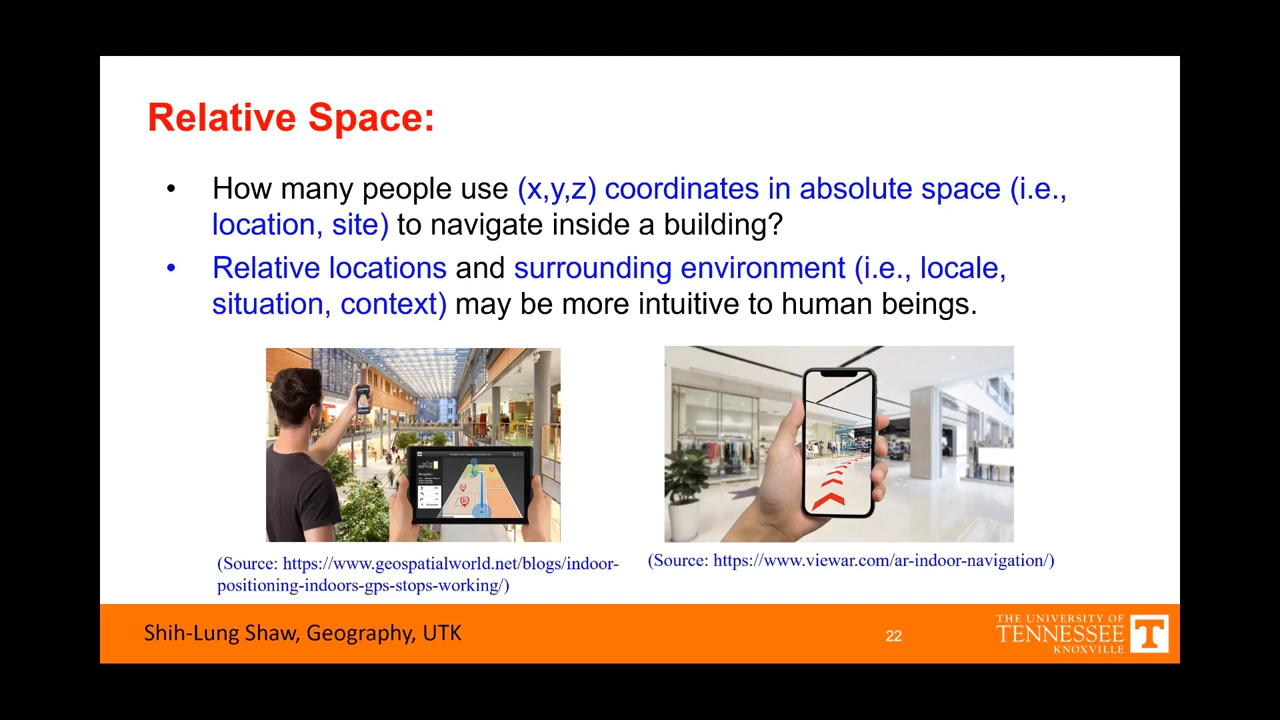 Relative Space:
• How many people use (x,y,z) coordinates in absolute space (i.e.,
location, site) to navigate inside a building?
• Relative locations and surrounding environment (i.e., locale,
situation, context) may be more intuitive to human beings.
(Source: https://www.geospatialworld.net/blogs/indoor-
positioning-indoors-gps-stops-working/)
(Source: https://www.viewar.com/ar-indoor-navigation/)
Shih-Lung Shaw, Geography, UTK
22
THE UNIVERSITY OF
TENNESSEE
KNOXVILLE
T